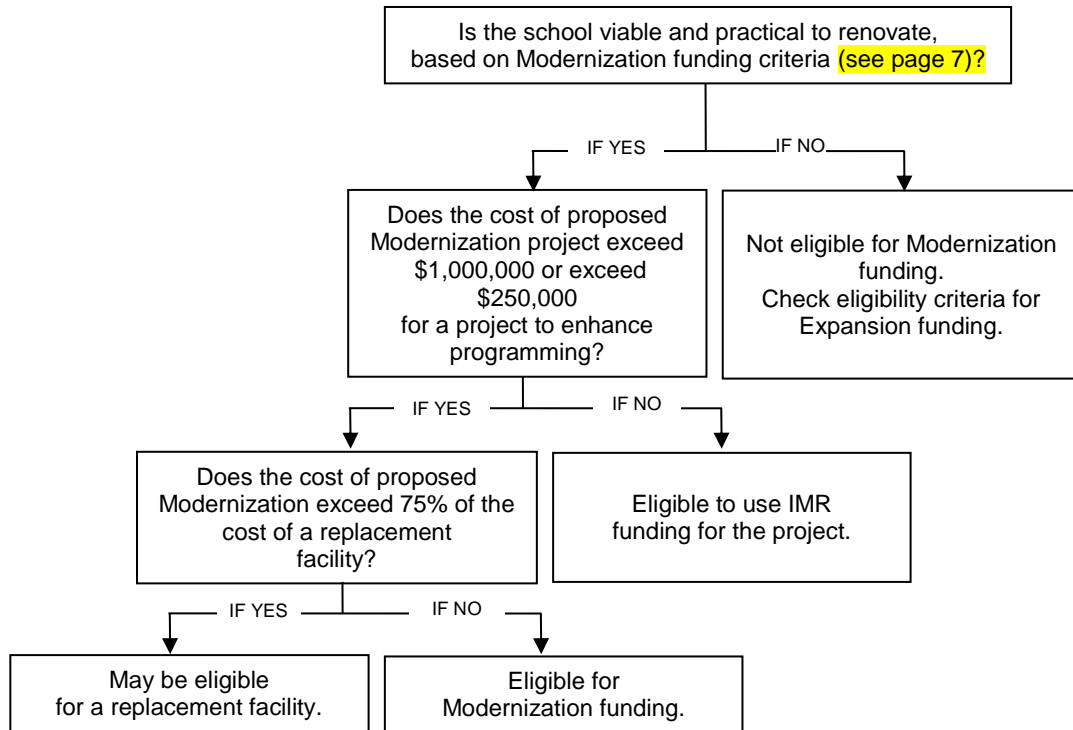 Is the school viable and practical to renovate,
based on Modernization funding criteria (see page 7)?
IF YES
IF NO
Does the cost of proposed
Modernization project exceed
$1,000,000 or exceed
$250,000
for a project to enhance
programming?
Not eligible for Modernization
funding.
Check eligibility criteria for
Expansion funding.
IF YES
IF NO
Does the cost of proposed
Modernization exceed 75% of the
cost of a replacement
facility?
Eligible to use IMR
funding for the project.
IF YES
IF NO
May be eligible
for a replacement facility.
Eligible for
Modernization funding.